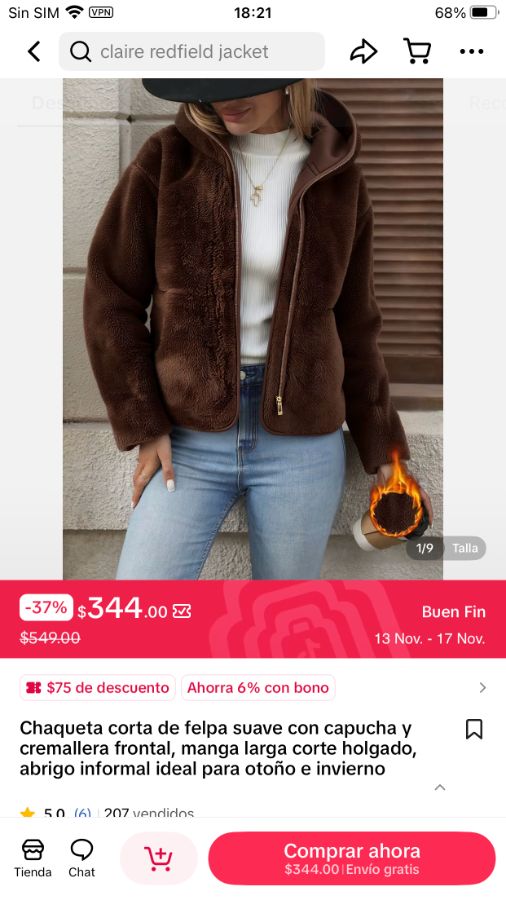 Sin SIM VPN 18:21 68%
claire redfield jacket
1/9 Talla
-37% $344.00 Buen Fin
$549.00 13 Nov. - 17 Nov.
$75 de descuento Ahorra 6% con bono
Chaqueta corta de felpa suave con capucha y
cremallera frontal, manga larga corte holgado,
abrigo informal ideal para otoño e invierno
5.0 (6) 207 vendidos
Comprar ahora
Tienda Chat $344.00 Envío gratis